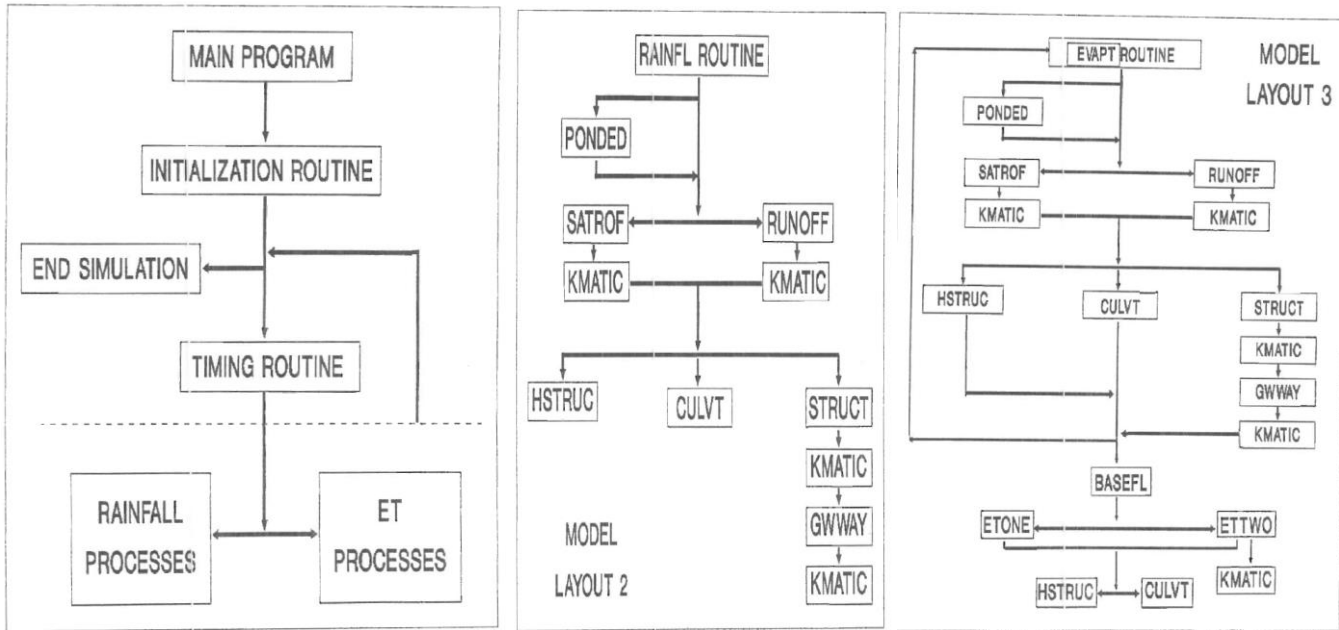 MAIN PROGRAM
INITIALIZATION ROUTINE
END SIMULATION
TIMING ROUTINE
RAINFALL
PROCESSES
ET
PROCESSES
RAINFL ROUTINE
PONDED
SATROF
RUNOFF
KMATIC
KMATIC
HSTRUC
CULVT
STRUCT
KMATIC
GWWAY
KMATIC
MODEL
LAYOUT 2
EVAPT ROUTINE
MODEL
LAYOUT 3
PONDED
SATROF
RUNOFF
KMATIC
KMATIC
HSTRUC
CULVT
STRUCT
KMATIC
GWWAY
KMATIC
BASEFL
ETONE
ETTWO
KMATIC
HSTRUC
CULVT